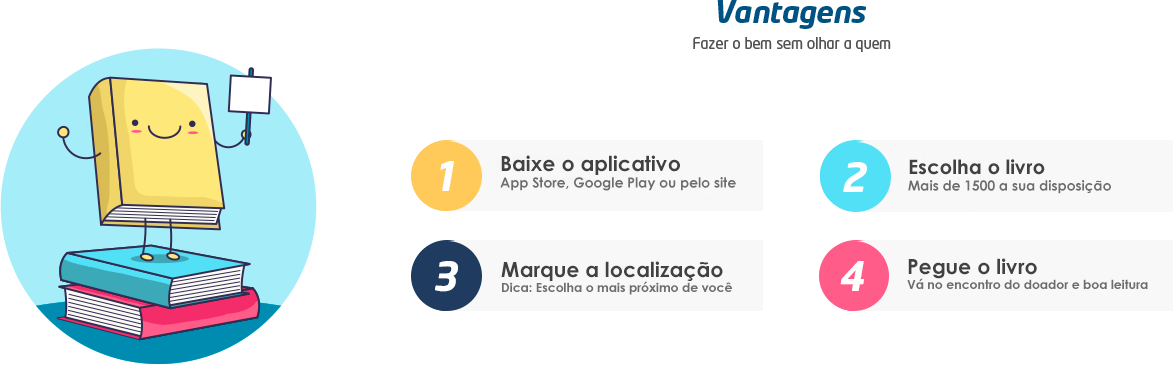 Vantagens
Fazer o bem sem olhar a quem
1
Baixe o aplicativo
App Store, Google Play ou pelo site
2
Escolha o livro
Mais de 1500 a sua disposição
3
Marque a localização
Dica: Escolha o mais próximo de você
4
Pegue o livro
Vá no encontro do doador e boa leitura